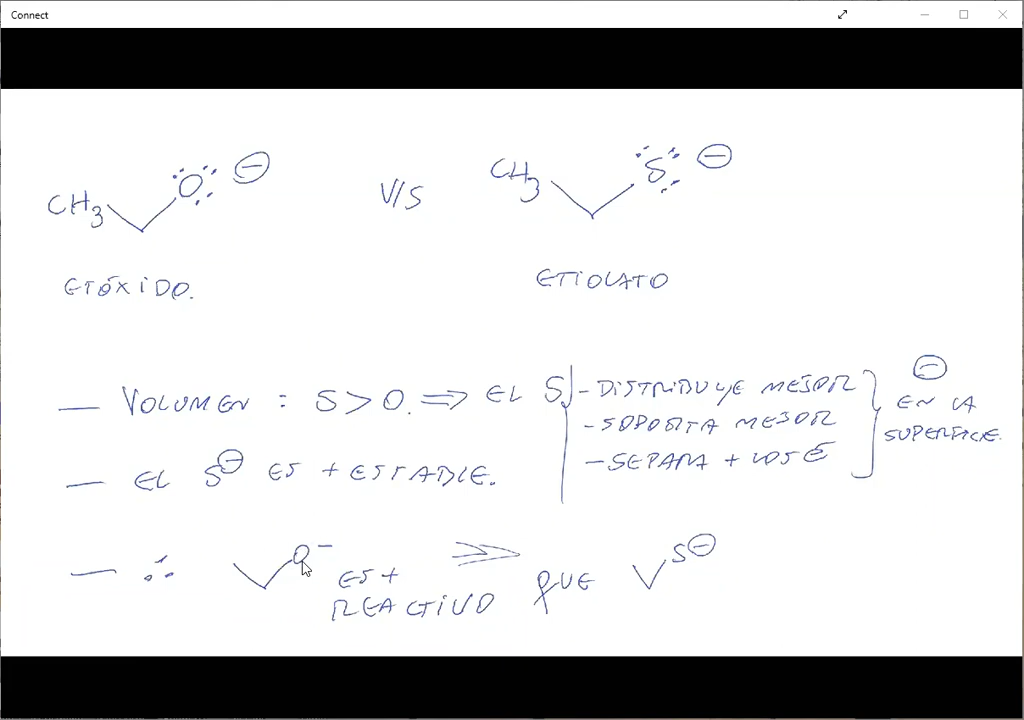 Connect
CH3 O ⊖ V/S CH3 S ⊖
ETÓXIDO. ETIOLATO
— VOLUMEN : S > O. ⇒ EL S - DISTRIBUYE MEJOR } ⊖
- SOPORTA MEJOR EN LA
- SEPARA + LOS ē SUPERFICIE.
— EL S⊖ ES + ESTABLE.
— ∴ O⁻ ES + REACTIVO >> QUE S⊖